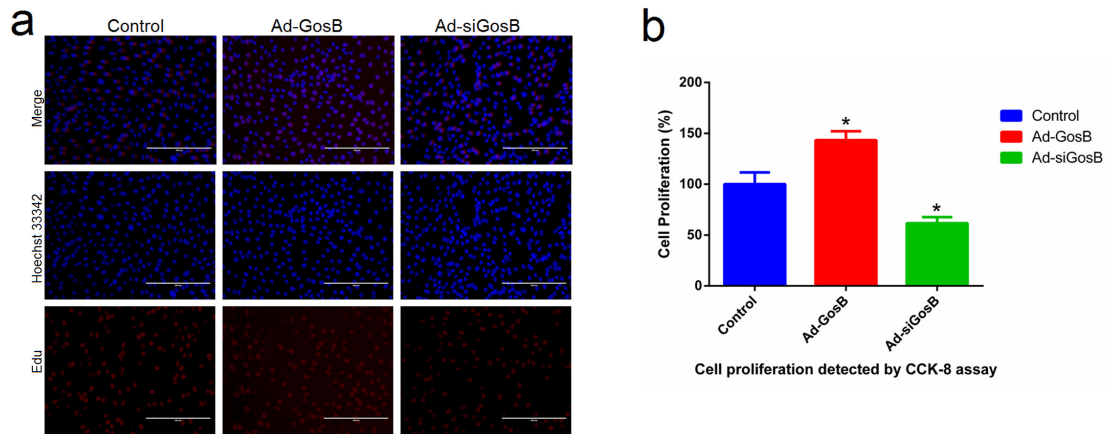 a
Control Ad-GosB Ad-siGosB
Merge
Hoechst 33342
Edu
b
Cell Proliferation (%)
200
150
100
50
0
*
*
Control
Ad-GosB
Ad-siGosB
Control
Ad-GosB
Ad-siGosB
Cell proliferation detected by CCK-8 assay